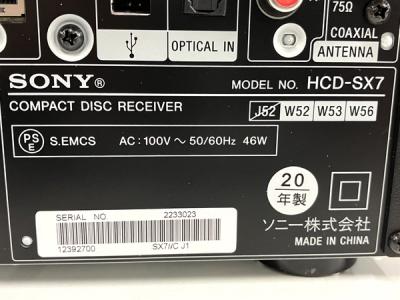 OPTICAL IN
75Ω
COAXIAL
ANTENNA
SONY®
MODEL NO. HCD-SX7
COMPACT DISC RECEIVER
J52 W52 W53 W56
PS E S.EMCS AC: 100V ～ 50/60Hz 46W
20年製
SERIAL NO. 2233023
12392700 SX7//C J1
ソニー株式会社
MADE IN CHINA